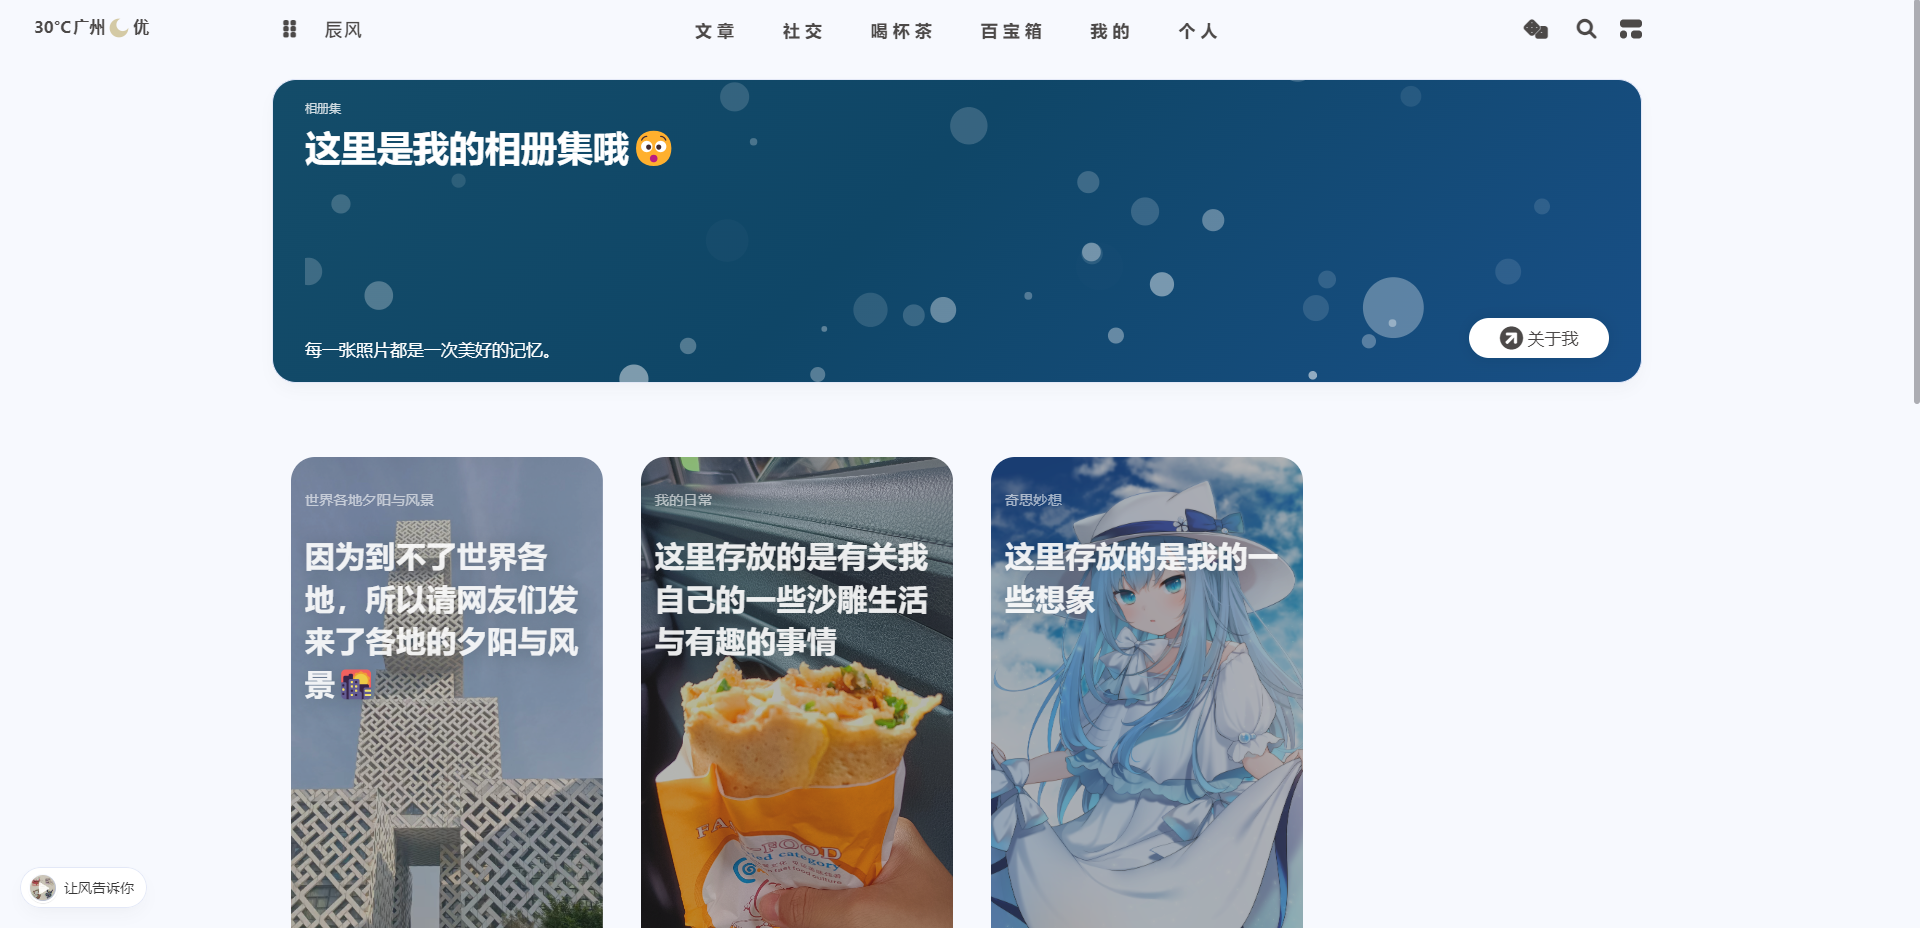 30°C广州🌙优
辰风
文章 社交 喝杯茶 百宝箱 我的 个人
相册集
这里是我的相册集哦😲
每一张照片都是一次美好的记忆。
关于我
世界各地夕阳与风景
因为到不了世界各
地，所以请网友们发
来了各地的夕阳与风
景🌇
我的日常
这里存放的是有关我
自己的一些沙雕生活
与有趣的事情
FA
-FOOD
category
奇思妙想
这里存放的是我的一
些想象
让风告诉你